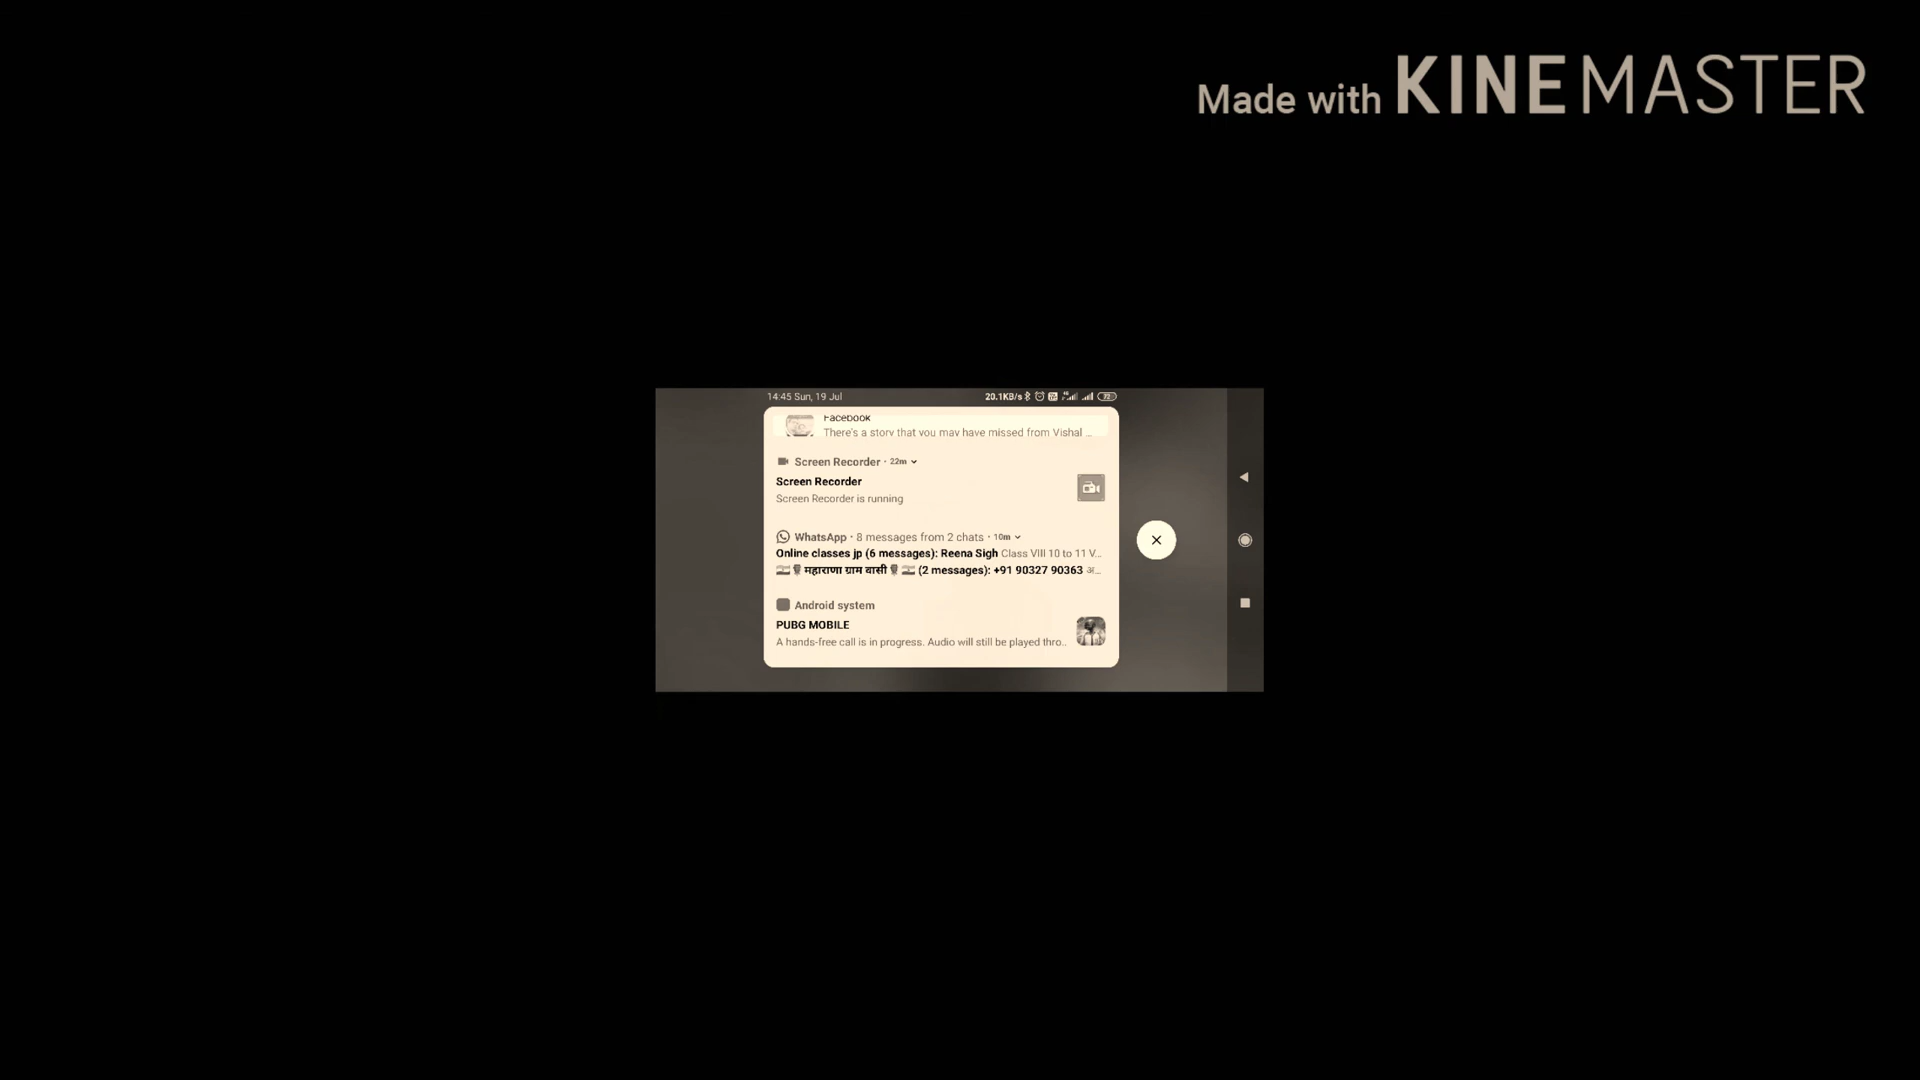 Made with KINEMASTER
14:45 Sun, 19 Jul
20.1KB/s
72
Facebook
There's a story that you may have missed from Vishal ...
Screen Recorder · 22m
Screen Recorder
Screen Recorder is running
WhatsApp · 8 messages from 2 chats · 10m
Online classes jp (6 messages): Reena Sigh Class VIII 10 to 11 V...
महाराणा ग्राम वासी (2 messages): +91 90327 90363 अ...
Android system
PUBG MOBILE
A hands-free call is in progress. Audio will still be played thro..